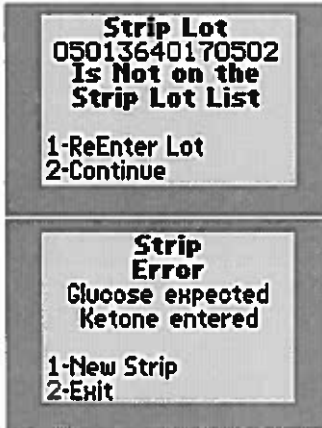 Strip Lot
05013640170502
Is Not on the
Strip Lot List
1-ReEnter Lot
2-Continue
Strip
Error
Glucose expected
Ketone entered
1-New Strip
2-Exit